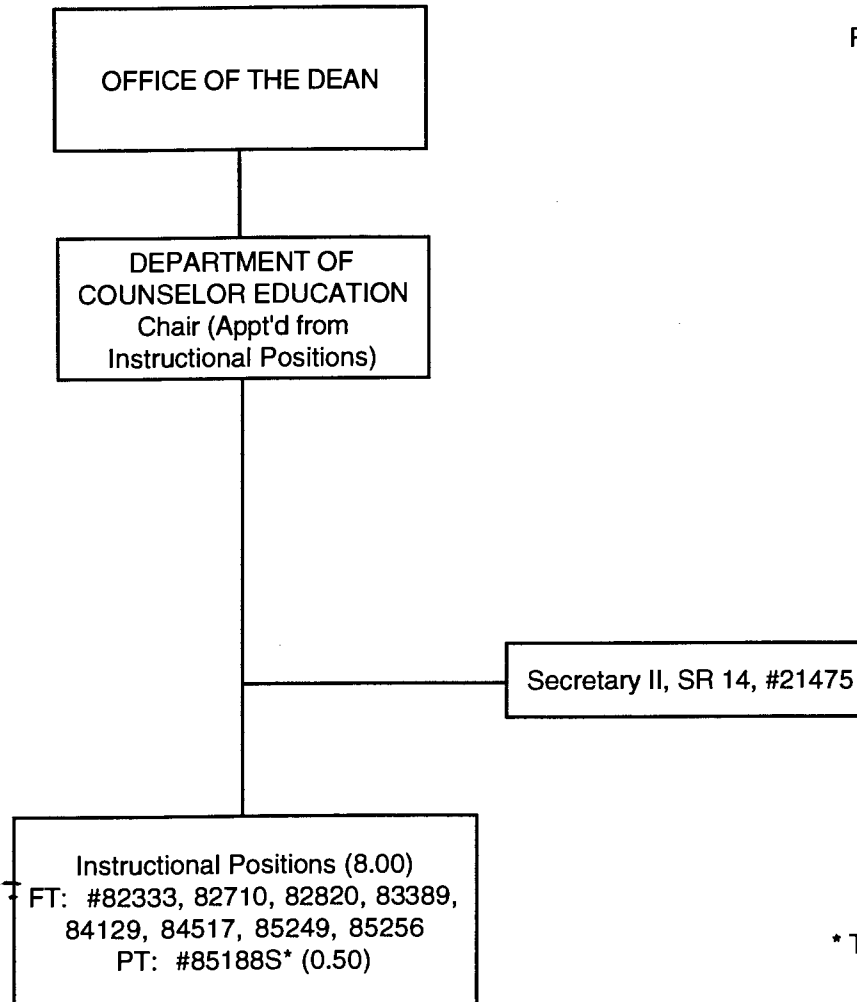 OFFICE OF THE DEAN
DEPARTMENT OF
COUNSELOR EDUCATION
Chair (Appt'd from
Instructional Positions)
Secretary II, SR 14, #21475
Instructional Positions (8.00)
FT: #82333, 82710, 82820, 83389,
84129, 84517, 85249, 85256
PT: #85188S* (0.50)
* T